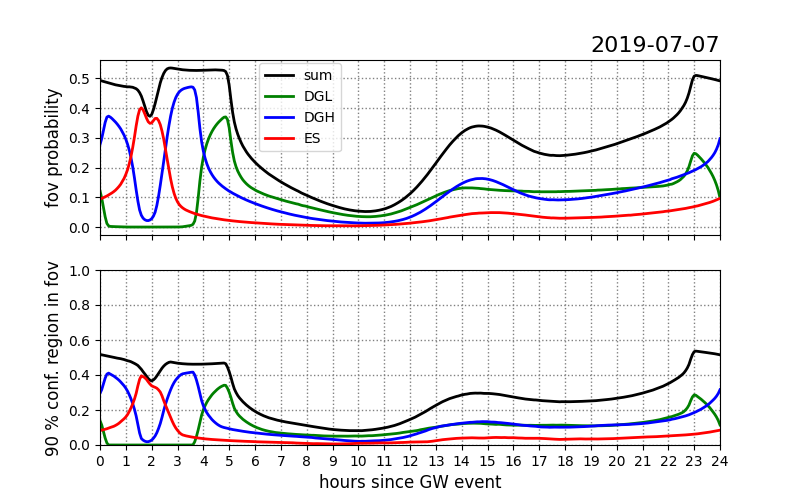 2019-07-07
fov probability
0.5
0.4
0.3
0.2
0.1
0.0
sum
DGL
DGH
ES
90 % conf. region in fov
1.0
0.8
0.6
0.4
0.2
0.0
0 1 2 3 4 5 6 7 8 9 10 11 12 13 14 15 16 17 18 19 20 21 22 23 24
hours since GW event